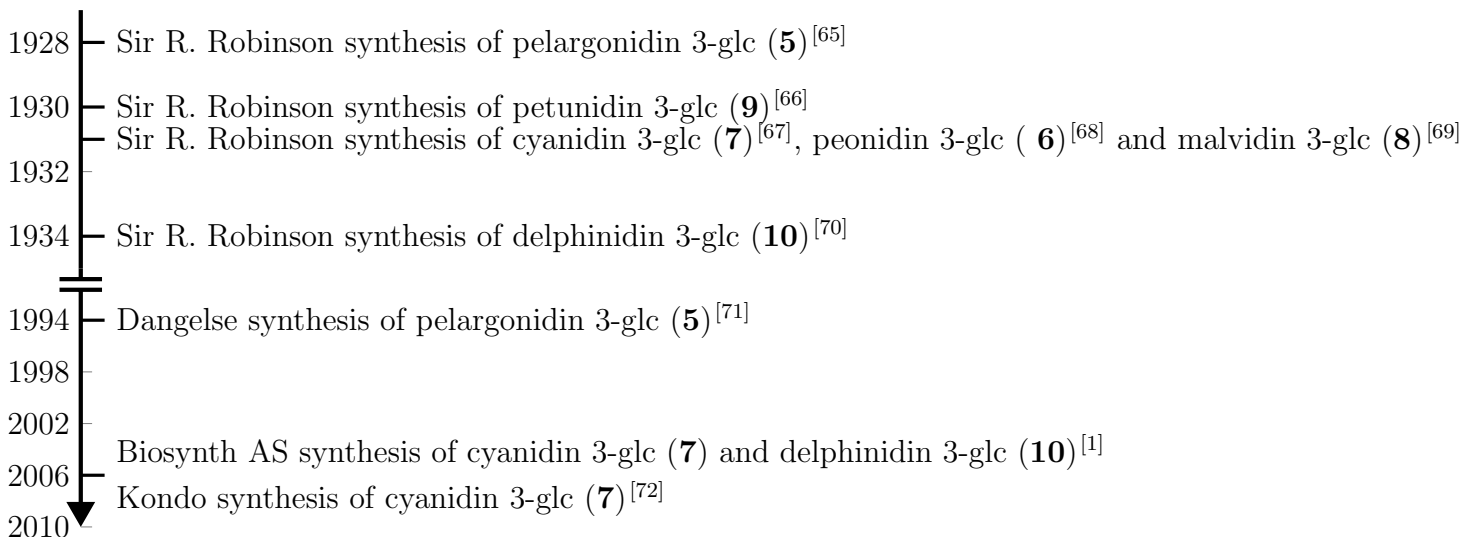 1928 Sir R. Robinson synthesis of pelargonidin 3-glc (5)[65]
1930 Sir R. Robinson synthesis of petunidin 3-glc (9)[66]
Sir R. Robinson synthesis of cyanidin 3-glc (7)[67], peonidin 3-glc ( 6)[68] and malvidin 3-glc (8)[69]
1932
1934 Sir R. Robinson synthesis of delphinidin 3-glc (10)[70]
1994 Dangelse synthesis of pelargonidin 3-glc (5)[71]
1998
2002
Biosynth AS synthesis of cyanidin 3-glc (7) and delphinidin 3-glc (10)[1]
2006
Kondo synthesis of cyanidin 3-glc (7)[72]
2010